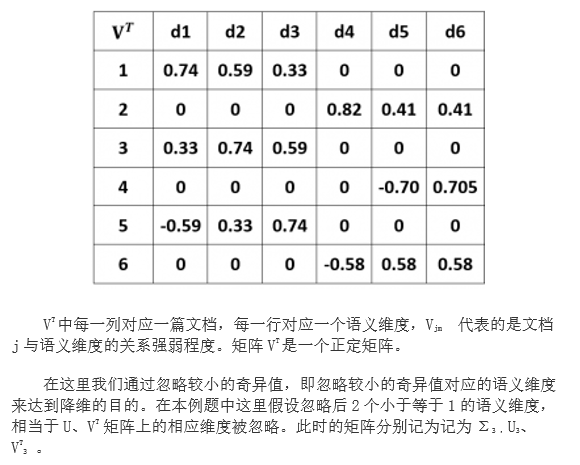 V^T d1 d2 d3 d4 d5 d6
1 0.74 0.59 0.33 0 0 0
2 0 0 0 0.82 0.41 0.41
3 0.33 0.74 0.59 0 0 0
4 0 0 0 0 -0.70 0.705
5 -0.59 0.33 0.74 0 0 0
6 0 0 0 -0.58 0.58 0.58
V^T中每一列对应一篇文档，每一行对应一个语义维度，V_jm 代表的是文档
j与语义维度的关系强弱程度。矩阵V^T是一个正定矩阵。
在这里我们通过忽略较小的奇异值，即忽略较小的奇异值对应的语义维度
来达到降维的目的。在本例题中这里假设忽略后2个小于等于1的语义维度，
相当于U、V^T矩阵上的相应维度被忽略。此时的矩阵分别记为记为 Σ₃,U₃、
V^T_3 。